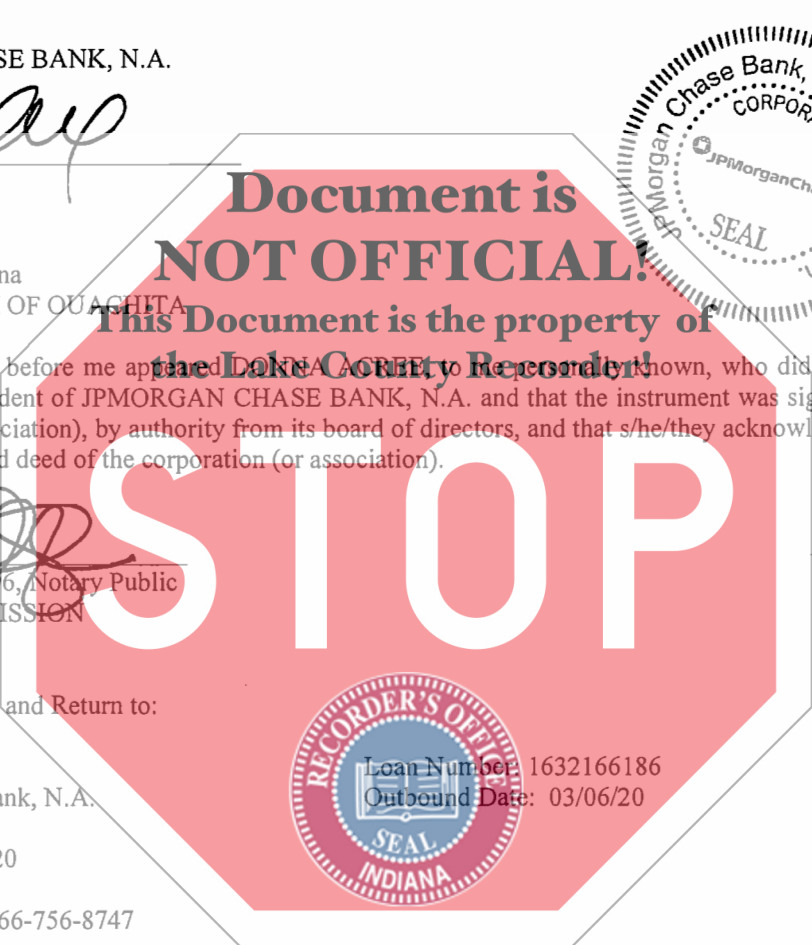 SE BANK, N.A.
JPMorgan Chase Bank,
CORPORA
JPMorganCh
SEAL
Document is
NOT OFFICIAL!
na
OF OUACHITA
This Document is the property of
the Lake County Recorder!
before me appeared DONNA ACREE, to me personally known, who did
dent of JPMORGAN CHASE BANK, N.A. and that the instrument was sig
ciation), by authority from its board of directors, and that s/he/they acknowl
d deed of the corporation (or association).
STOP
6, Notary Public
ISSION
and Return to:
RECORDER'S OFFICE
Loan Number: 1632166186
Outbound Date: 03/06/20
ank, N.A.
SEAL
INDIANA
20
66-756-8747